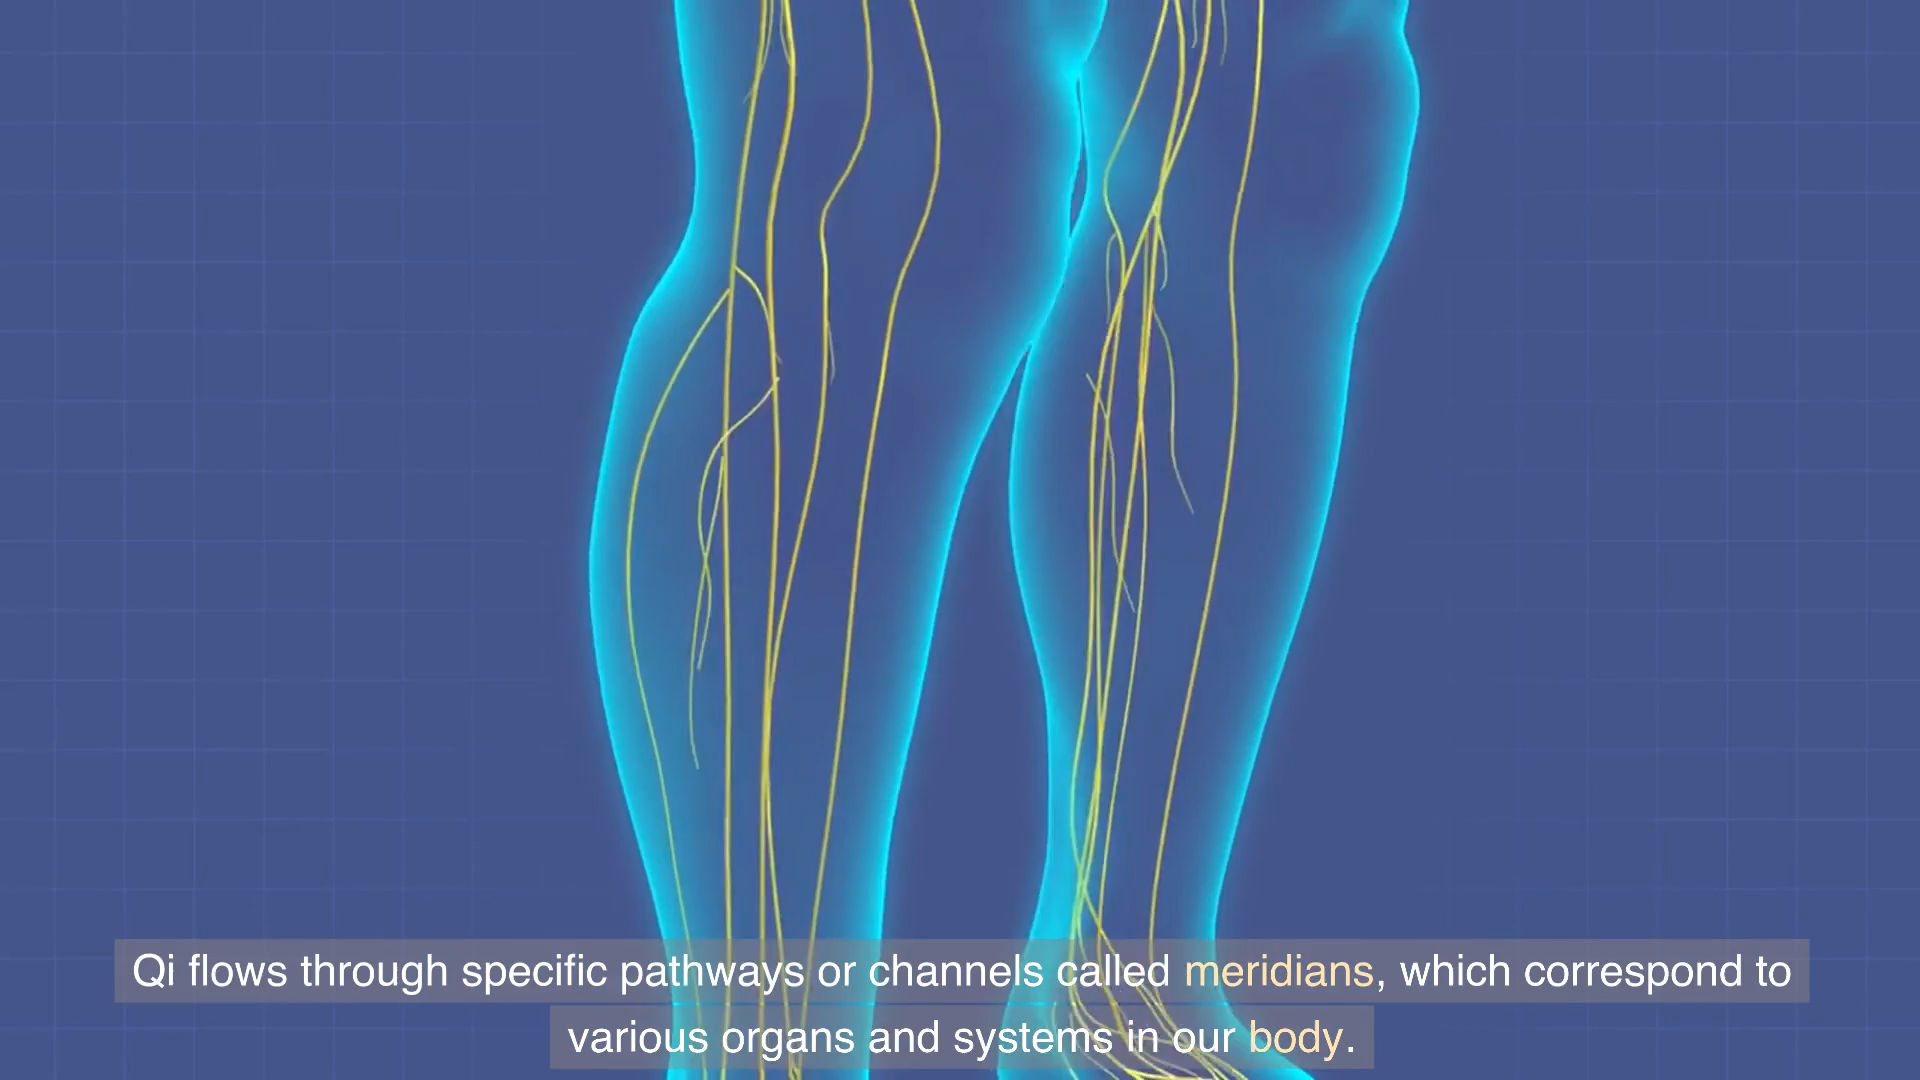 Qi flows through specific pathways or channels called meridians, which correspond to
various organs and systems in our body.